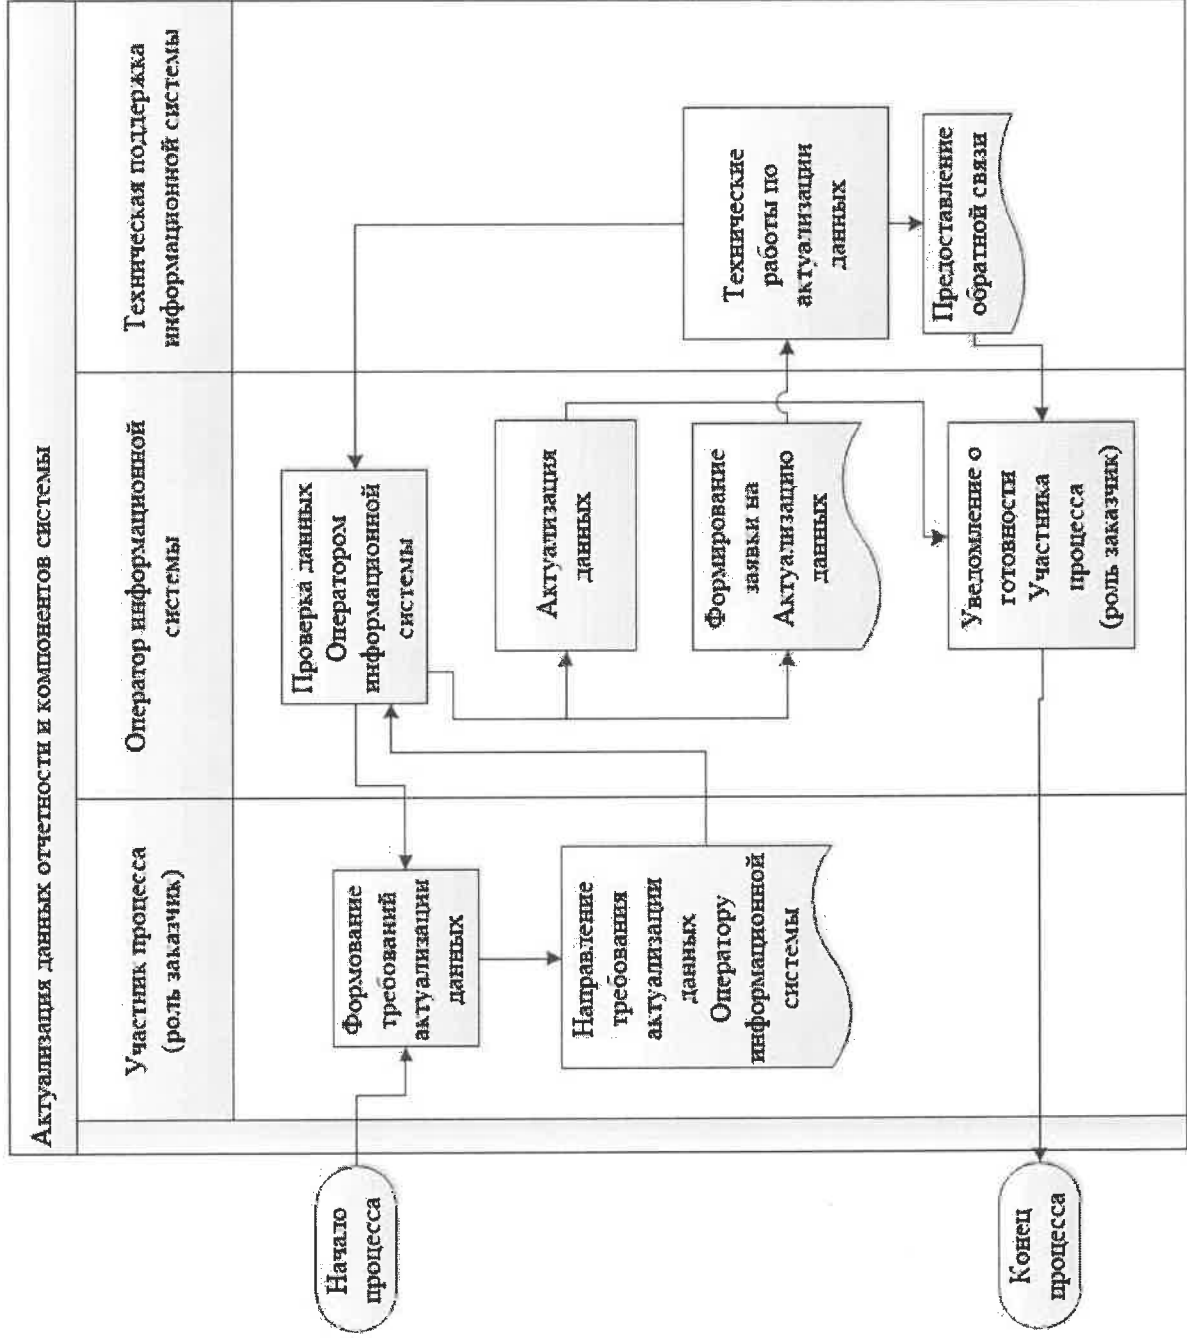 Актуализация данных отчетности и компонентов системы
Участник процесса
(роль заказчик)
Оператор информационной
системы
Техническая поддержка
информационной системы
Начало
процесса
Формование
требований
актуализации
данных
Проверка данных
Оператором
информационной
системы
Направление
требования
актуализации
данных
Оператору
информационной
системы
Актуализация
данных
Формирование
заявки на
Актуализацию
данных
Технические
работы по
актуализации
данных
Предоставление
обратной связи
Уведомление о
готовности
Участника
процесса
(роль заказчик)
Конец
процесса